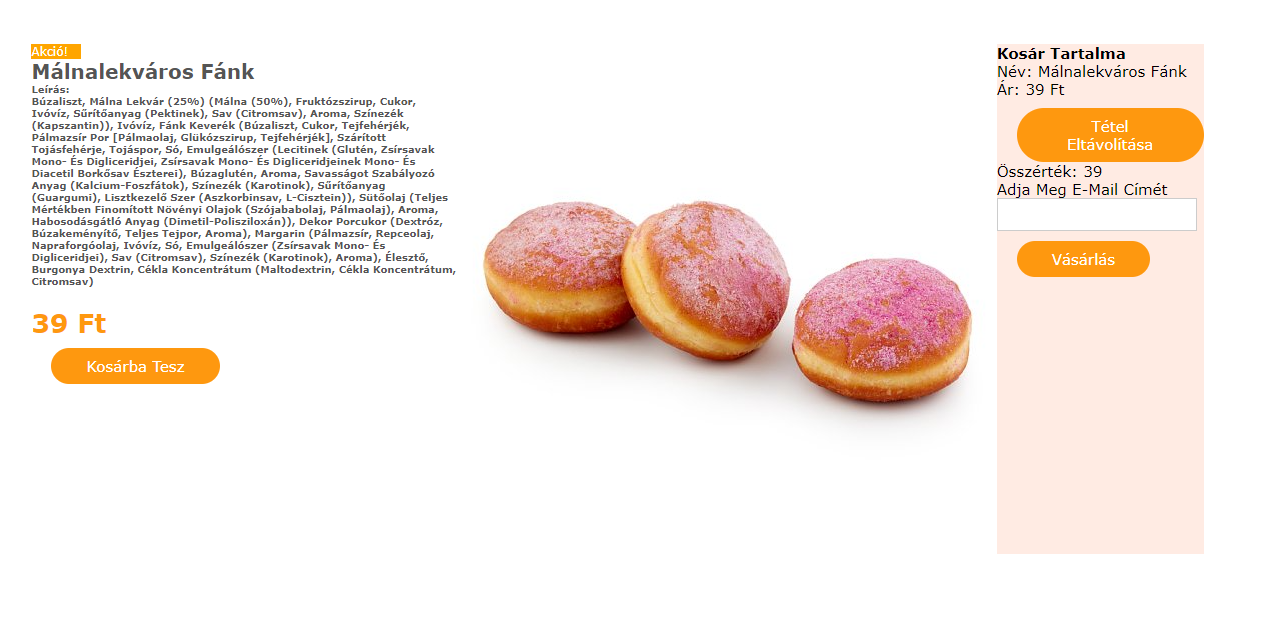 Akció!
Málnalekváros Fánk
Leírás:
Búzaliszt, Málna Lekvár (25%) (Málna (50%), Fruktózszirup, Cukor,
Ivóvíz, Sűrítőanyag (Pektinek), Sav (Citromsav), Aroma, Színezék
(Kapszantin)), Ivóvíz, Fánk Keverék (Búzaliszt, Cukor, Tejfehérjék,
Pálmazsír Por [Pálmaolaj, Glükózszirup, Tejfehérjék], Szárított
Tojásfehérje, Tojáspor, Só, Emulgeálószer (Lecitinek (Glutén, Zsírsavak
Mono- És Digliceridjei, Zsírsavak Mono- És Digliceridjeinek Mono- És
Diacetil Borkősav Észterei), Búzaglutén, Aroma, Savasságot Szabályozó
Anyag (Kalcium-Foszfátok), Színezék (Karotinok), Sűrítőanyag
(Guargumi), Lisztkezelő Szer (Aszkorbinsav, L-Cisztein)), Sütőolaj (Teljes
Mértékben Finomított Növényi Olajok (Szójababolaj, Pálmaolaj), Aroma,
Habosodásgátló Anyag (Dimetil-Polisziloxán)), Dekor Porcukor (Dextróz,
Búzakeményítő, Teljes Tejpor, Aroma), Margarin (Pálmazsír, Repceolaj,
Napraforgóolaj, Ivóvíz, Só, Emulgeálószer (Zsírsavak Mono- És
Digliceridjei), Sav (Citromsav), Színezék (Karotinok), Aroma), Élesztő,
Burgonya Dextrin, Cékla Koncentrátum (Maltodextrin, Cékla Koncentrátum,
Citromsav)
39 Ft
Kosárba Tesz
Kosár Tartalma
Név: Málnalekváros Fánk
Ár: 39 Ft
Tétel
Eltávolítása
Összérték: 39
Adja Meg E-Mail Címét
Vásárlás